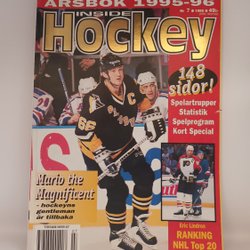 ÅRSBOK 1995-96
INSIDE
Hockey
148
sidor!
Spelartrupper
Statistik
Spelprogram
Kort Special
66
C
Mario the
Magnificent
- hockeyns
gentleman är
tillbaka
Eric Lindros
RANKING
NHL Top 20